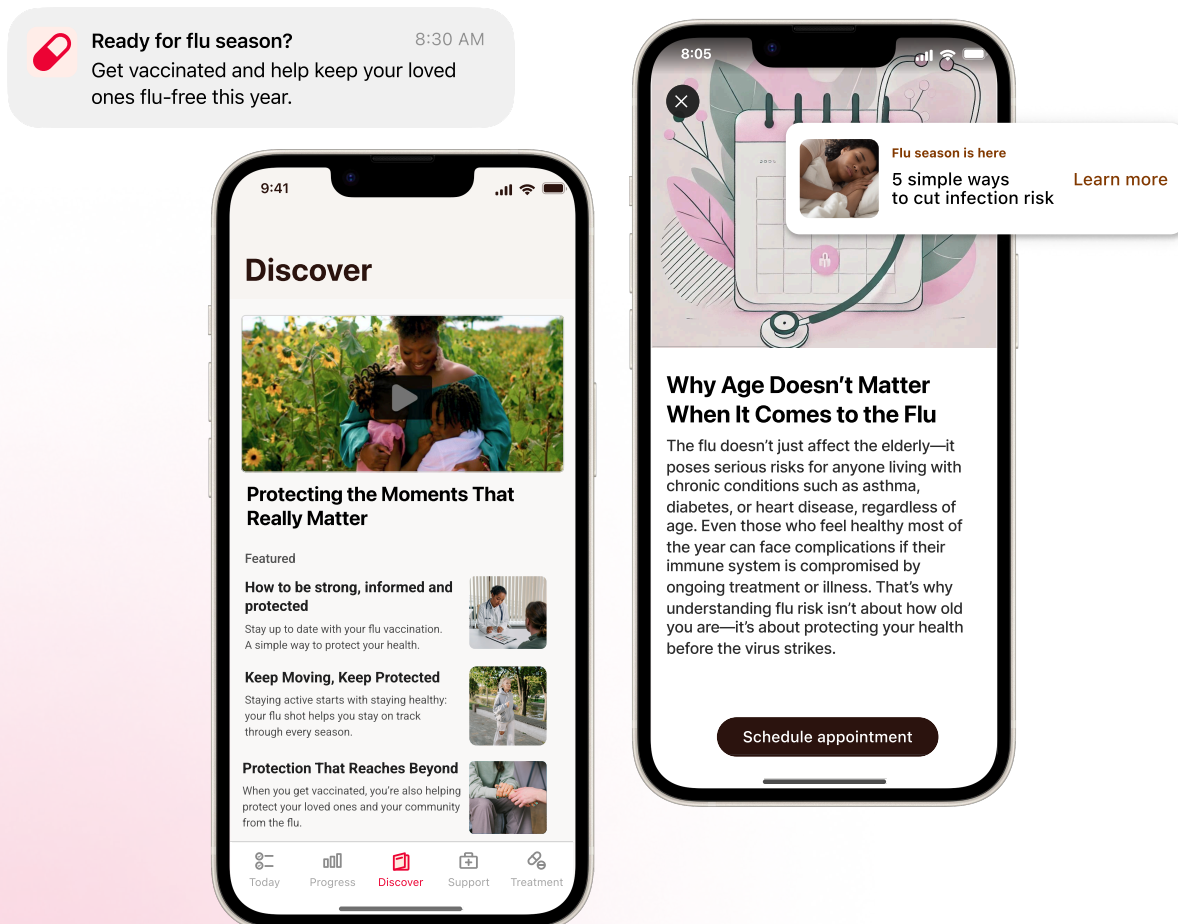 Ready for flu season?
8:30 AM
Get vaccinated and help keep your loved
ones flu-free this year.
9:41
Discover
Protecting the Moments That
Really Matter
Featured
How to be strong, informed and
protected
Stay up to date with your flu vaccination.
A simple way to protect your health.
Keep Moving, Keep Protected
Staying active starts with staying healthy:
your flu shot helps you stay on track
through every season.
Protection That Reaches Beyond
When you get vaccinated, you’re also helping
protect your loved ones and your community
from the flu.
Today
Progress
Discover
Support
Treatment
8:05
Flu season is here
5 simple ways
to cut infection risk
Learn more
Why Age Doesn’t Matter
When It Comes to the Flu
The flu doesn’t just affect the elderly—it
poses serious risks for anyone living with
chronic conditions such as asthma,
diabetes, or heart disease, regardless of
age. Even those who feel healthy most of
the year can face complications if their
immune system is compromised by
ongoing treatment or illness. That’s why
understanding flu risk isn’t about how old
you are—it’s about protecting your health
before the virus strikes.
Schedule appointment